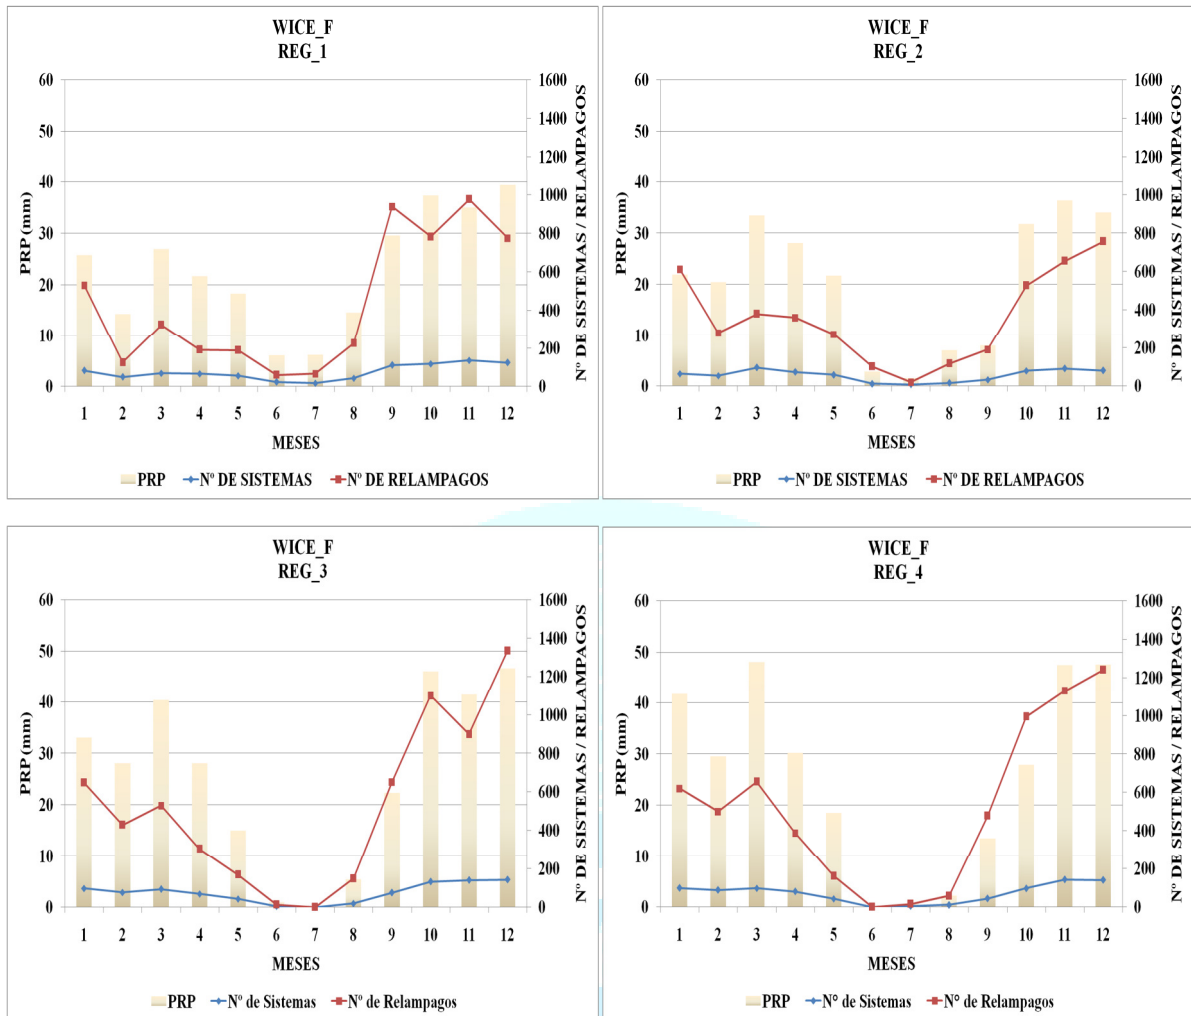 WICE_F
REG_1
60
50
40
30
20
10
0
PRP (mm)
1600
1400
1200
1000
800
600
400
200
0
Nº DE SISTEMAS / RELAMPAGOS
1 2 3 4 5 6 7 8 9 10 11 12
MESES
PRP Nº DE SISTEMAS Nº DE RELAMPAGOS
WICE_F
REG_2
60
50
40
30
20
10
0
PRP (mm)
1600
1400
1200
1000
800
600
400
200
0
Nº DE SISTEMAS / RELAMPAGOS
1 2 3 4 5 6 7 8 9 10 11 12
MESES
PRP Nº DE SISTEMAS Nº DE RELAMPAGOS
WICE_F
REG_3
60
50
40
30
20
10
0
PRP (mm)
1600
1400
1200
1000
800
600
400
200
0
Nº DE SISTEMAS / RELAMPAGOS
1 2 3 4 5 6 7 8 9 10 11 12
MESES
PRP Nº de Sistemas Nº de Relampagos
WICE_F
REG_4
60
50
40
30
20
10
0
PRP (mm)
1600
1400
1200
1000
800
600
400
200
0
Nº DE SISTEMAS / RELAMPAGOS
1 2 3 4 5 6 7 8 9 10 11 12
MESES
PRP N° de Sistemas N° de Relampagos